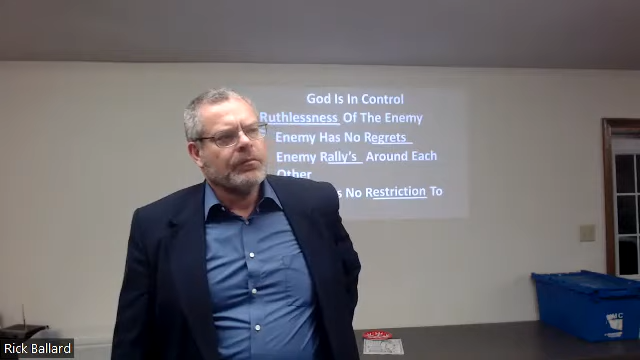 God Is In Control
Ruthlessness Of The Enemy
Enemy Has No Regrets
Enemy Rally's Around Each
Other
s No Restriction To
Rick Ballard